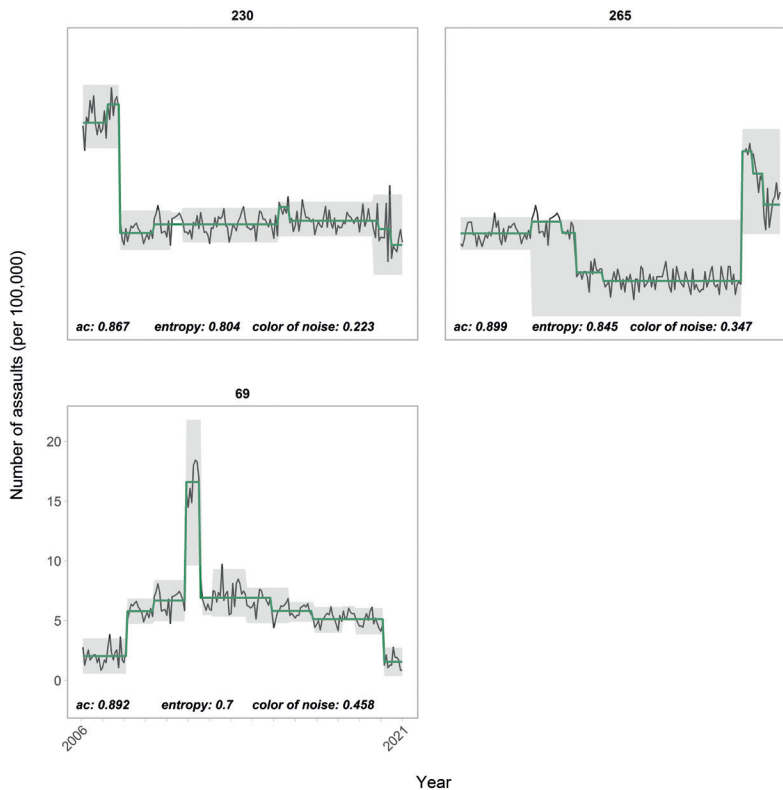 230
265
ac: 0.867 entropy: 0.804 color of noise: 0.223
ac: 0.899 entropy: 0.845 color of noise: 0.347
Number of assaults (per 100,000)
69
20
15
10
5
0
ac: 0.892 entropy: 0.7 color of noise: 0.458
2006
2021
Year